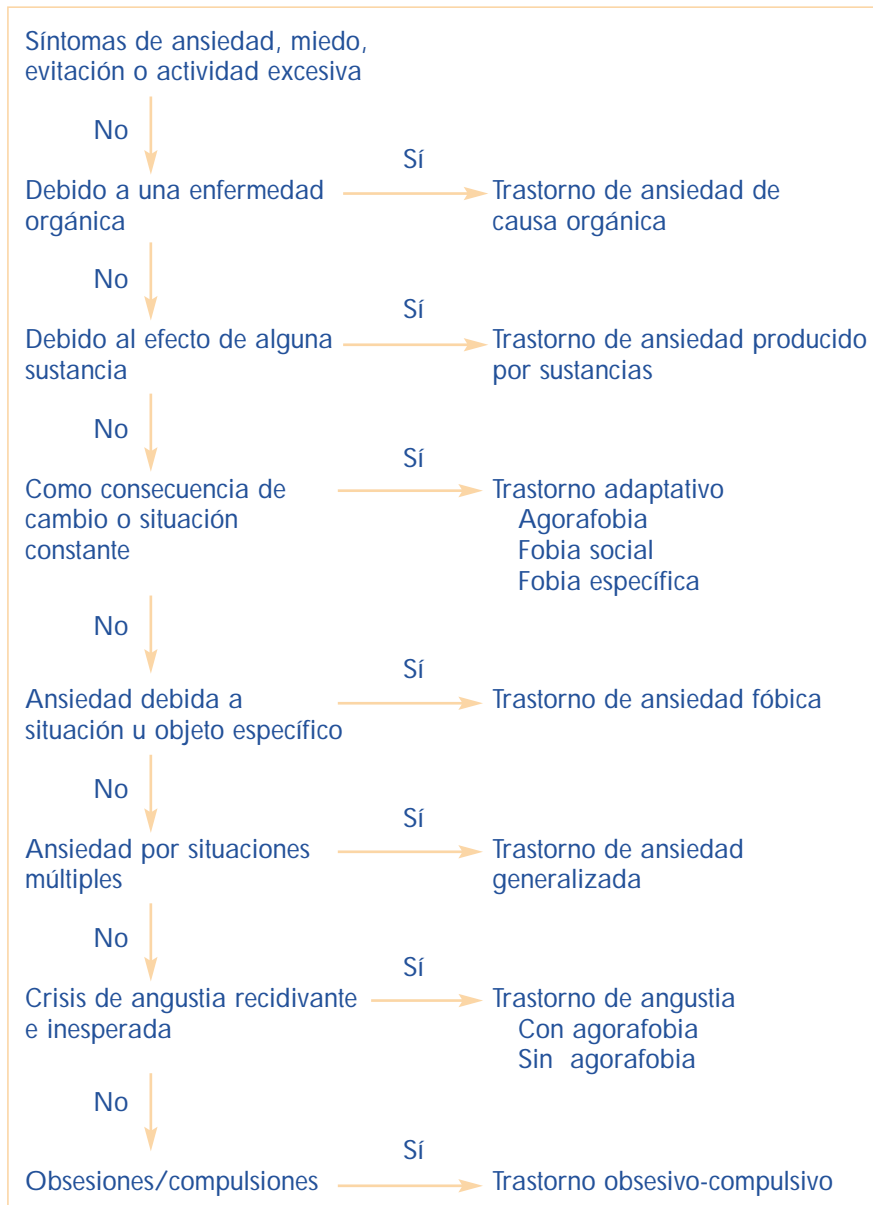 Síntomas de ansiedad, miedo,
evitación o actividad excesiva
No
Sí
Debido a una enfermedad
orgánica
Trastorno de ansiedad de
causa orgánica
No
Sí
Debido al efecto de alguna
sustancia
Trastorno de ansiedad producido
por sustancias
No
Sí
Como consecuencia de
cambio o situación
constante
Trastorno adaptativo
Agorafobia
Fobia social
Fobia específica
No
Sí
Ansiedad debida a
situación u objeto específico
Trastorno de ansiedad fóbica
No
Sí
Ansiedad por situaciones
múltiples
Trastorno de ansiedad
generalizada
No
Sí
Crisis de angustia recidivante
e inesperada
Trastorno de angustia
Con agorafobia
Sin agorafobia
No
Sí
Obsesiones/compulsiones
Trastorno obsesivo-compulsivo